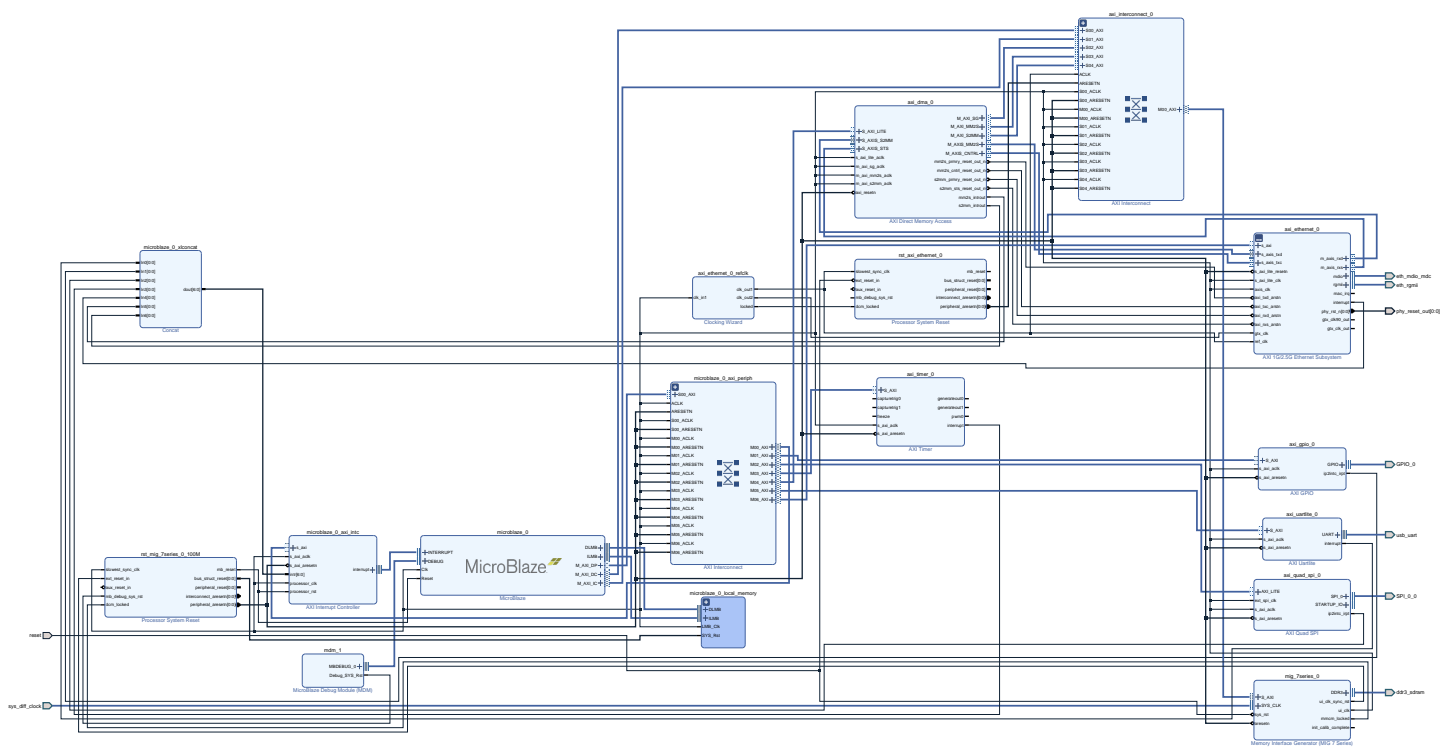 axi_interconnect_0
S00_AXI
S01_AXI
S02_AXI
S03_AXI
S04_AXI
ACLK
ARESETN
S00_ACLK
S00_ARESETN
M00_ACLK
M00_ARESETN
S01_ACLK
S01_ARESETN
S02_ACLK
S02_ARESETN
S03_ACLK
S03_ARESETN
S04_ACLK
S04_ARESETN
M00_AXI
AXI Interconnect
axi_dma_0
S_AXI_LITE
S_AXIS_S2MM
S_AXIS_STS
s_axi_lite_aclk
m_axi_sg_aclk
m_axi_mm2s_aclk
m_axi_s2mm_aclk
axi_resetn
M_AXI_SG
M_AXI_MM2S
M_AXI_S2MM
M_AXIS_MM2S
M_AXIS_CNTRL
mm2s_prmry_reset_out_n
mm2s_cntrl_reset_out_n
s2mm_prmry_reset_out_n
s2mm_sts_reset_out_n
mm2s_introut
s2mm_introut
AXI Direct Memory Access
microblaze_0_xlconcat
In0[0:0]
In1[0:0]
In2[0:0]
In3[0:0]
In4[0:0]
In5[0:0]
In6[0:0]
dout[6:0]
Concat
axi_ethernet_0_refclk
clk_in1
clk_out1
clk_out2
locked
Clocking Wizard
rst_axi_ethernet_0
slowest_sync_clk
ext_reset_in
aux_reset_in
mb_debug_sys_rst
dcm_locked
mb_reset
bus_struct_reset[0:0]
peripheral_reset[0:0]
interconnect_aresetn[0:0]
peripheral_aresetn[0:0]
Processor System Reset
axi_ethernet_0
s_axi
s_axis_txd
s_axis_txc
s_axi_lite_resetn
s_axi_lite_clk
axis_clk
axi_txd_arstn
axi_txc_arstn
axi_rxd_arstn
axi_rxs_arstn
gtx_clk
ref_clk
m_axis_rxd
m_axis_rxs
mdio
rgmii
mac_irq
interrupt
phy_rst_n[0:0]
gtx_clk90_out
gtx_clk_out
AXI 1G/2.5G Ethernet Subsystem
eth_mdio_mdc
eth_rgmii
phy_reset_out[0:0]
microblaze_0_axi_periph
S00_AXI
ACLK
ARESETN
S00_ACLK
S00_ARESETN
M00_ACLK
M00_ARESETN
M01_ACLK
M01_ARESETN
M02_ACLK
M02_ARESETN
M03_ACLK
M03_ARESETN
M04_ACLK
M04_ARESETN
M05_ACLK
M05_ARESETN
M06_ACLK
M06_ARESETN
M00_AXI
M01_AXI
M02_AXI
M03_AXI
M04_AXI
M05_AXI
M06_AXI
AXI Interconnect
axi_timer_0
S_AXI
capturetrig0
capturetrig1
freeze
s_axi_aclk
s_axi_aresetn
generateout0
generateout1
pwm0
interrupt
AXI Timer
axi_gpio_0
S_AXI
s_axi_aclk
s_axi_aresetn
GPIO
ip2intc_irpt
AXI GPIO
GPIO_0
axi_uartlite_0
S_AXI
s_axi_aclk
s_axi_aresetn
UART
interrupt
AXI Uartlite
usb_uart
axi_quad_spi_0
AXI_LITE
ext_spi_clk
s_axi_aclk
s_axi_aresetn
SPI_0
STARTUP_IO
ip2intc_irpt
AXI Quad SPI
SPI_0_0
rst_mig_7series_0_100M
slowest_sync_clk
ext_reset_in
aux_reset_in
mb_debug_sys_rst
dcm_locked
mb_reset
bus_struct_reset[0:0]
peripheral_reset[0:0]
interconnect_aresetn[0:0]
peripheral_aresetn[0:0]
Processor System Reset
microblaze_0_axi_intc
s_axi
s_axi_aclk
s_axi_aresetn
intr[6:0]
processor_clk
processor_rst
interrupt
AXI Interrupt Controller
microblaze_0
INTERRUPT
DEBUG
Clk
Reset
MicroBlaze
DLMB
ILMB
M_AXI_DP
M_AXI_DC
M_AXI_IC
MicroBlaze
microblaze_0_local_memory
DLMB
ILMB
LMB_Clk
SYS_Rst
reset
mdm_1
MBDEBUG_0
Debug_SYS_Rst
MicroBlaze Debug Module (MDM)
sys_diff_clock
mig_7series_0
S_AXI
SYS_CLK
sys_rst
aresetn
DDR3
ui_clk_sync_rst
ui_clk
mmcm_locked
init_calib_complete
Memory Interface Generator (MIG 7 Series)
ddr3_sdram